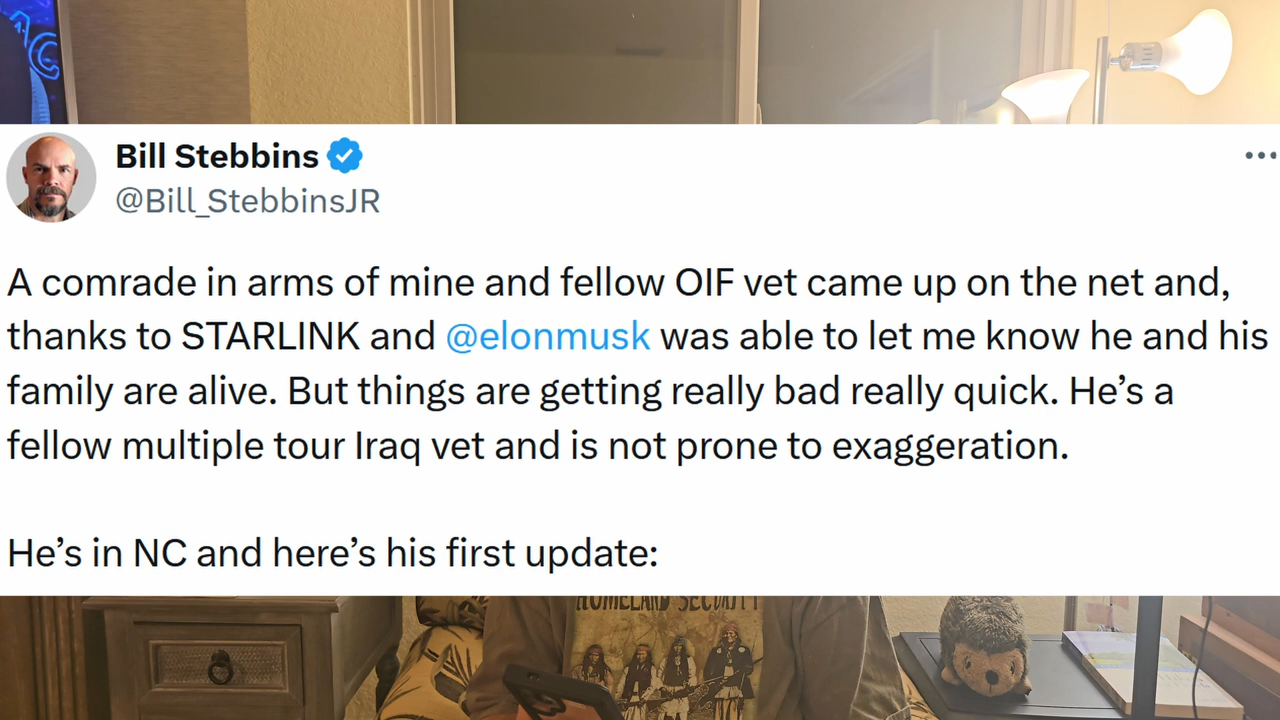 AC
Bill Stebbins
@Bill_StebbinsJR
A comrade in arms of mine and fellow OIF vet came up on the net and,
thanks to STARLINK and @elonmusk was able to let me know he and his
family are alive. But things are getting really bad really quick. He’s a
fellow multiple tour Iraq vet and is not prone to exaggeration.
He’s in NC and here’s his first update:
HOMELAND SECURITY